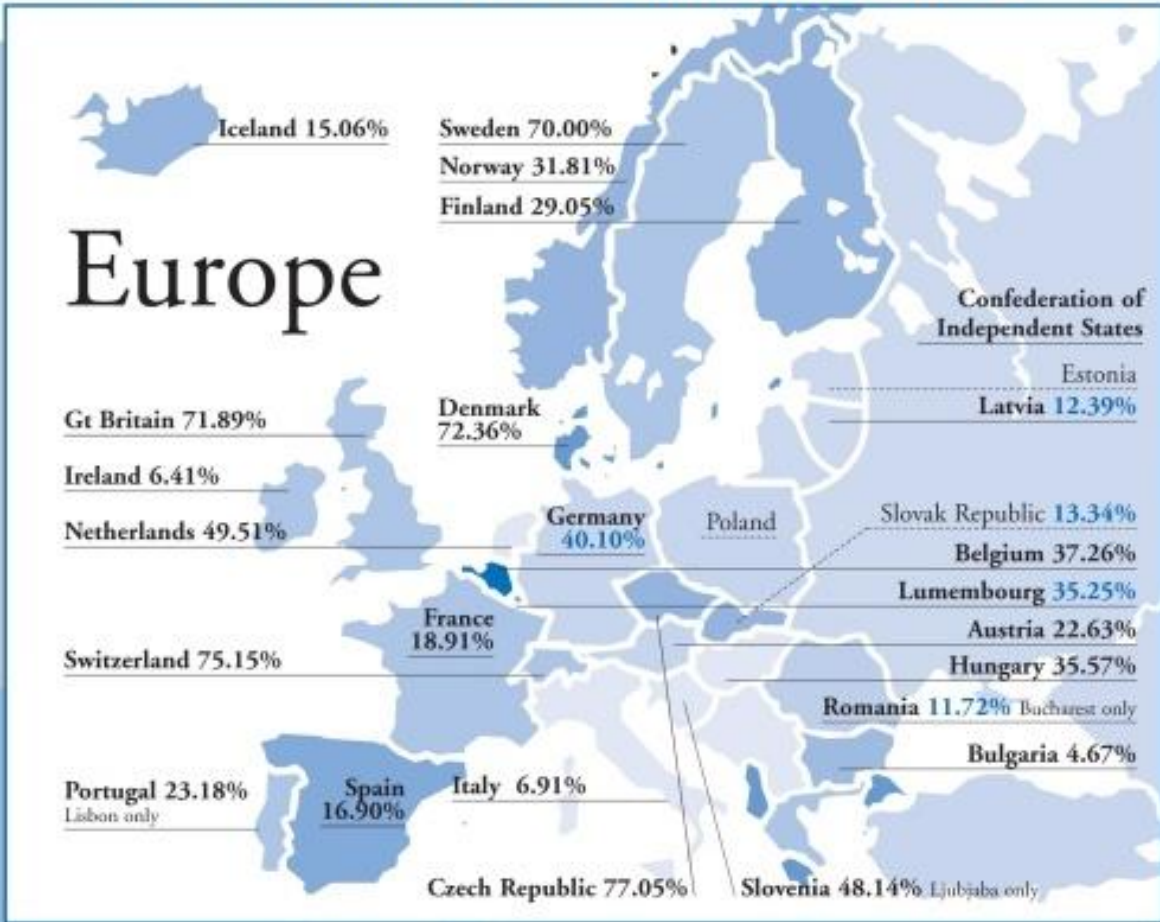 Iceland 15.06%
Sweden 70.00%
Norway 31.81%
Finland 29.05%
Europe
Confederation of
Independent States
Estonia
Latvia 12.39%
Gt Britain 71.89%
Denmark
72.36%
Ireland 6.41%
Netherlands 49.51%
Germany
40.10%
Poland
Slovak Republic 13.34%
Belgium 37.26%
Lumembourg 35.25%
France
18.91%
Austria 22.63%
Switzerland 75.15%
Hungary 35.57%
Romania 11.72% Bucharest only
Bulgaria 4.67%
Portugal 23.18%
Lisbon only
Spain
16.90%
Italy 6.91%
Czech Republic 77.05%
Slovenia 48.14% Ljubjaba only